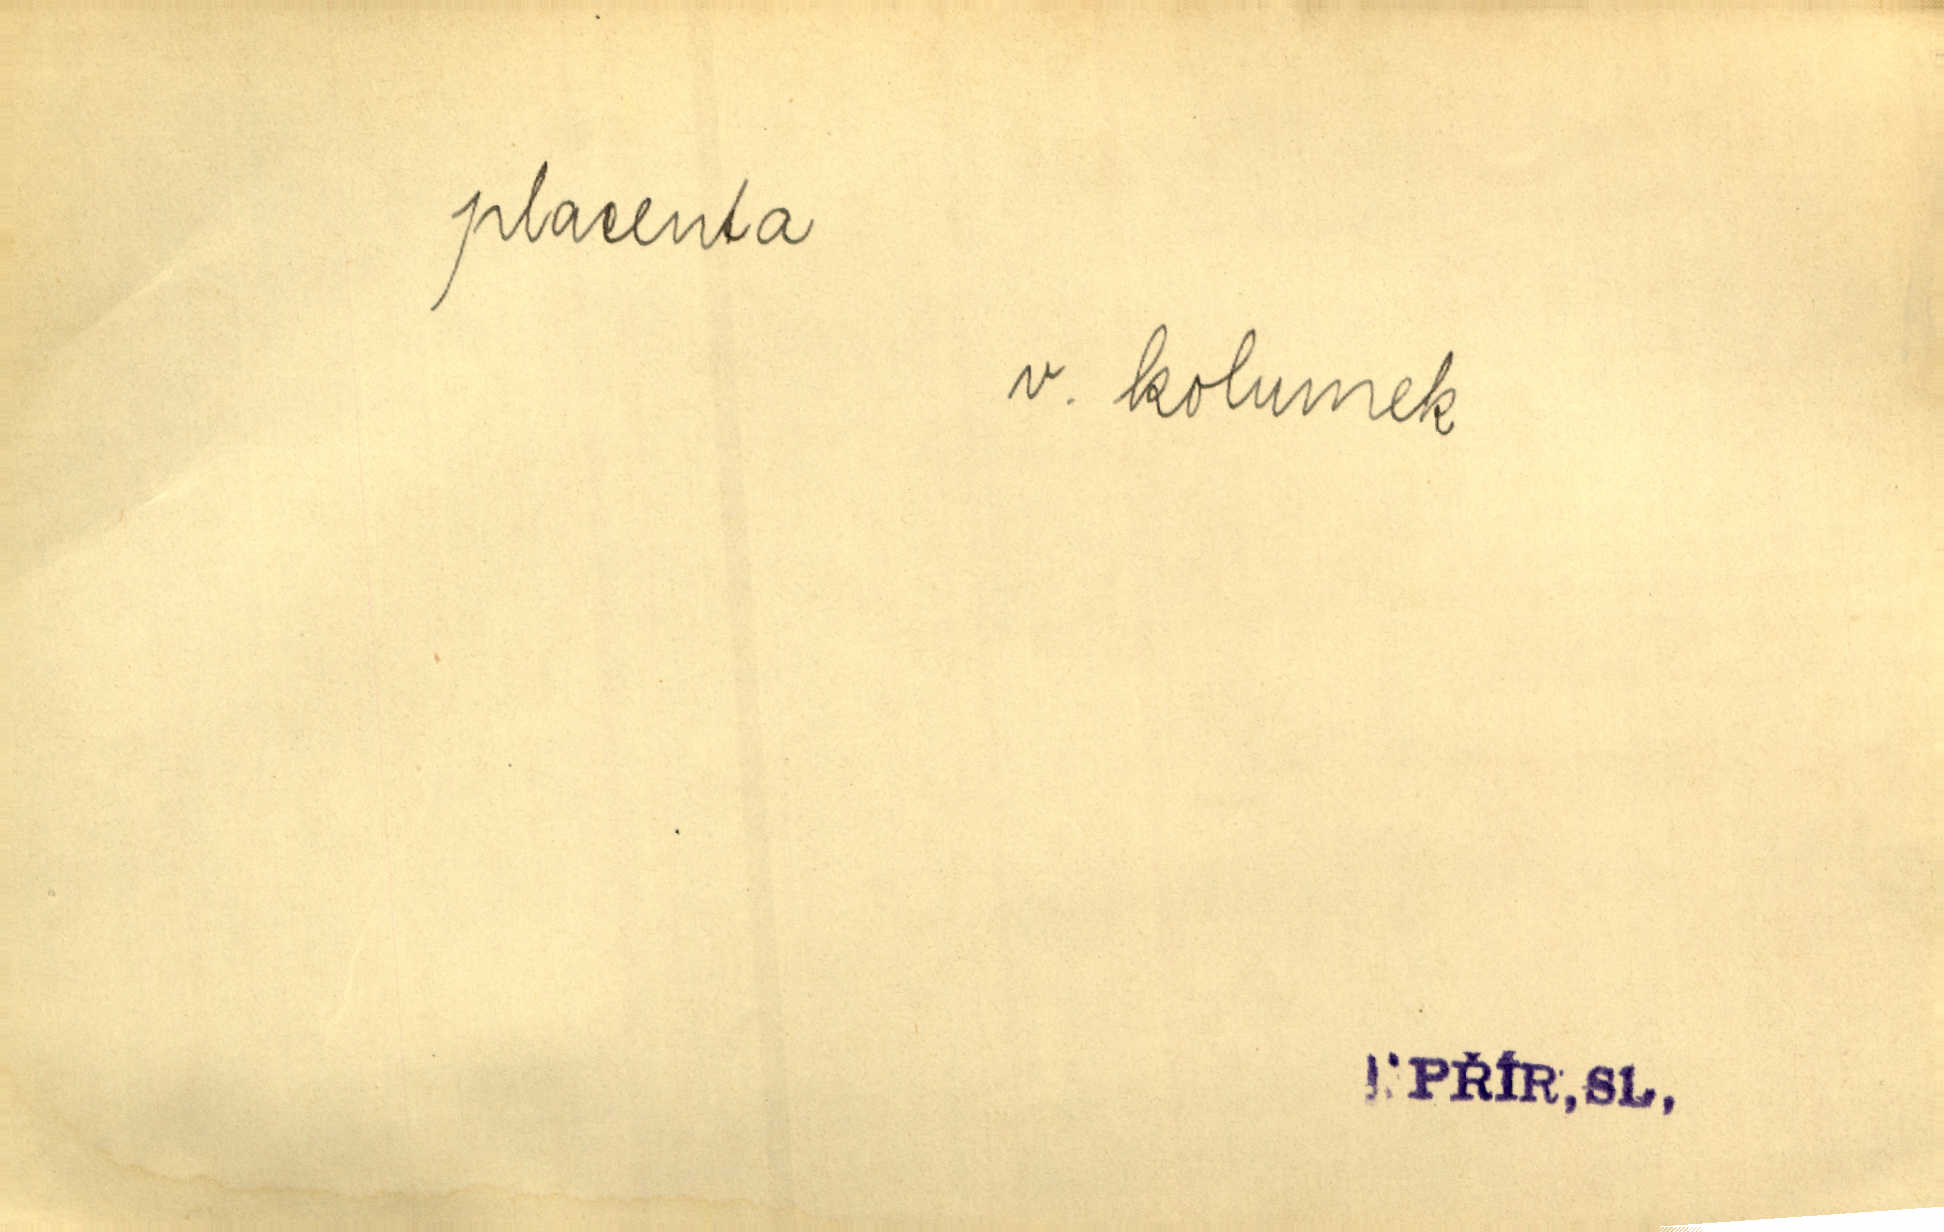 placenta
v. kolumek
PŘÍR, SL,